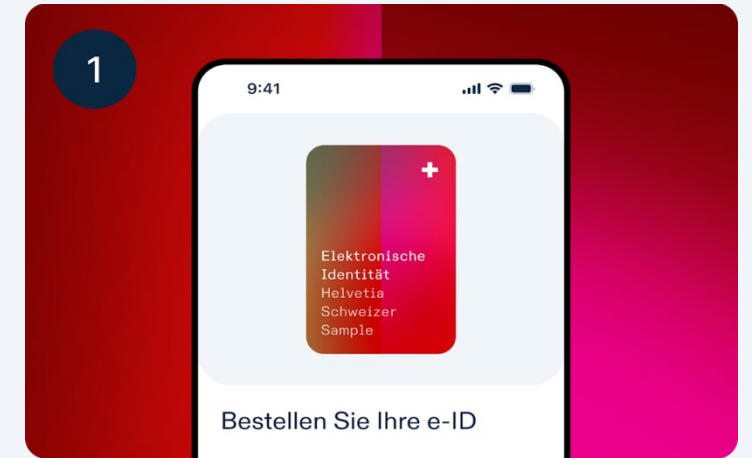 1
9:41
Elektronische
Identität
Helvetia
Schweizer
Sample
Bestellen Sie Ihre e-ID